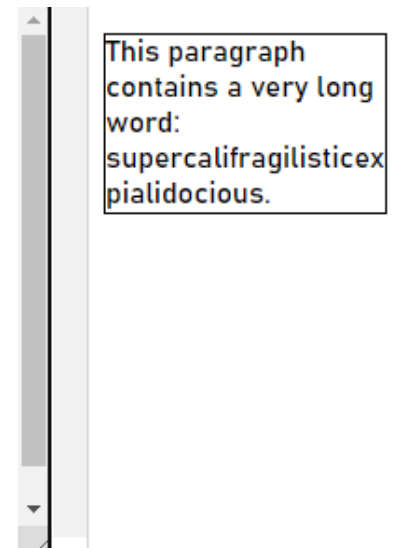 This paragraph
contains a very long
word:
supercalifragilisticex
pialidocious.